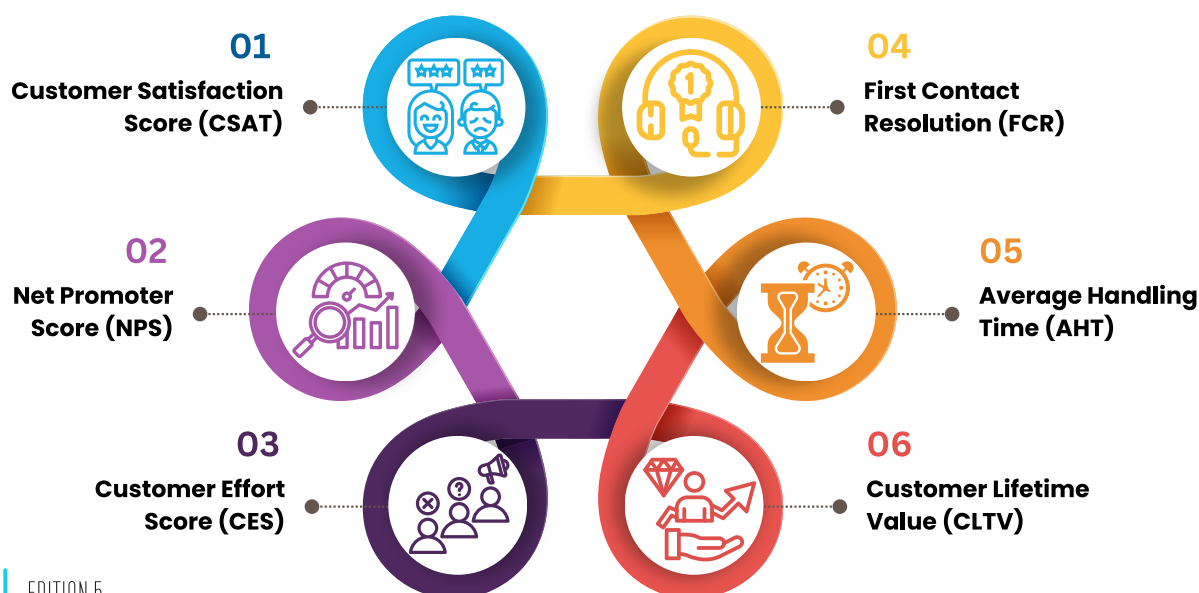 01
Customer Satisfaction
Score (CSAT)
02
Net Promoter
Score (NPS)
03
Customer Effort
Score (CES)
04
First Contact
Resolution (FCR)
05
Average Handling
Time (AHT)
06
Customer Lifetime
Value (CLTV)
1
?
EDITION